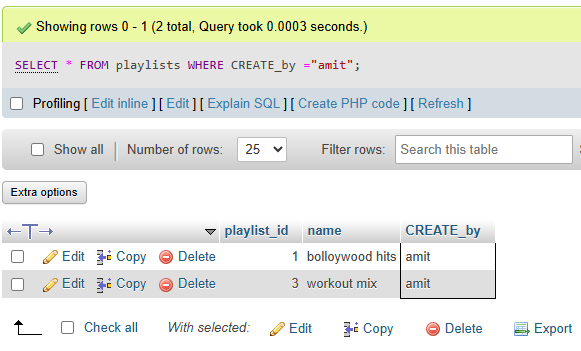 Showing rows 0 - 1 (2 total, Query took 0.0003 seconds.)
SELECT * FROM playlists WHERE CREATE_by ="amit";
Profiling [ Edit inline ] [ Edit ] [ Explain SQL ] [ Create PHP code ] [ Refresh ]
Show all Number of rows: 25 Filter rows: Search this table
Extra options
playlist_id name CREATE_by
Edit Copy Delete 1 bolloywood hits amit
Edit Copy Delete 3 workout mix amit
Check all With selected: Edit Copy Delete Export